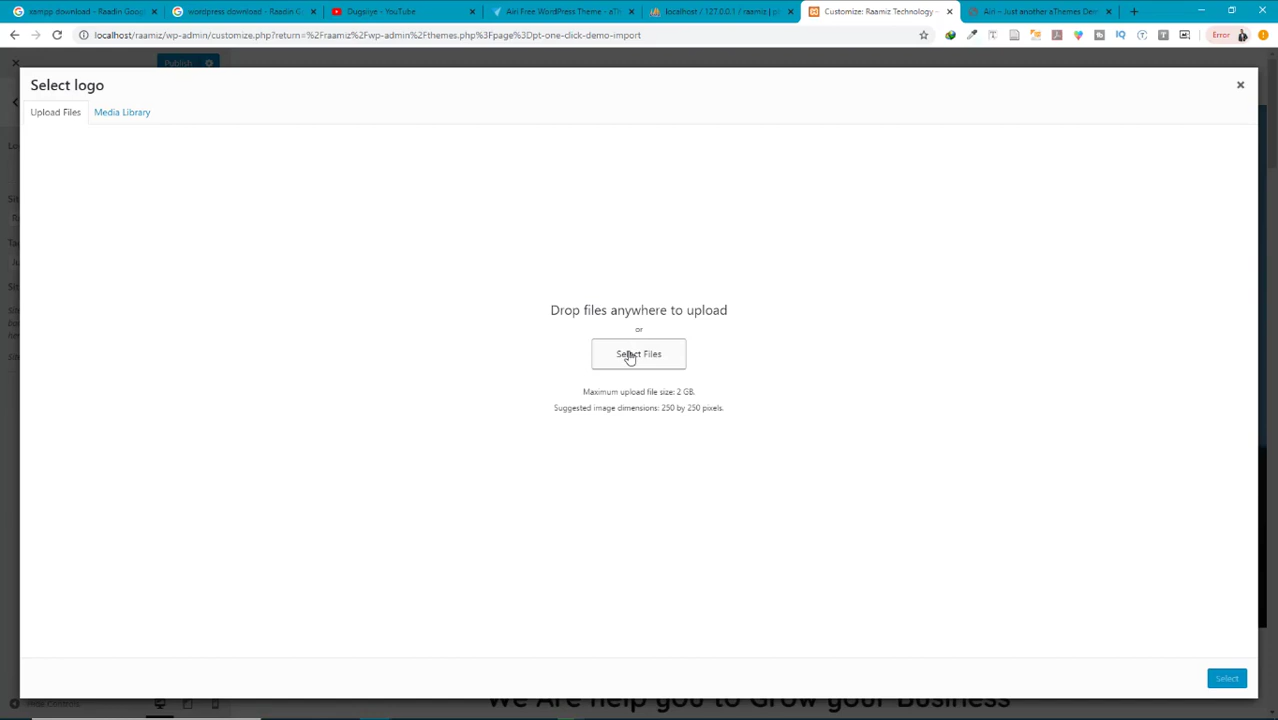 xampp download - Raadin Goog
wordpress download - Raadin G
Dugsiiye - YouTube
Airi Free WordPress Theme - aTh
localhost / 127.0.0.1 / raamiz | p
Customize: Raamiz Technology –
Airi – Just another aThemes Dem
localhost/raamiz/wp-admin/customize.php?return=%2Fraamiz%2Fwp-admin%2Fthemes.php%3Fpage%3Dpt-one-click-demo-import
Error
Publish
Select logo
Upload Files
Media Library
Drop files anywhere to upload
or
Select Files
Maximum upload file size: 2 GB.
Suggested image dimensions: 250 by 250 pixels.
Select
Hide Controls
We Are help you to Grow your Business